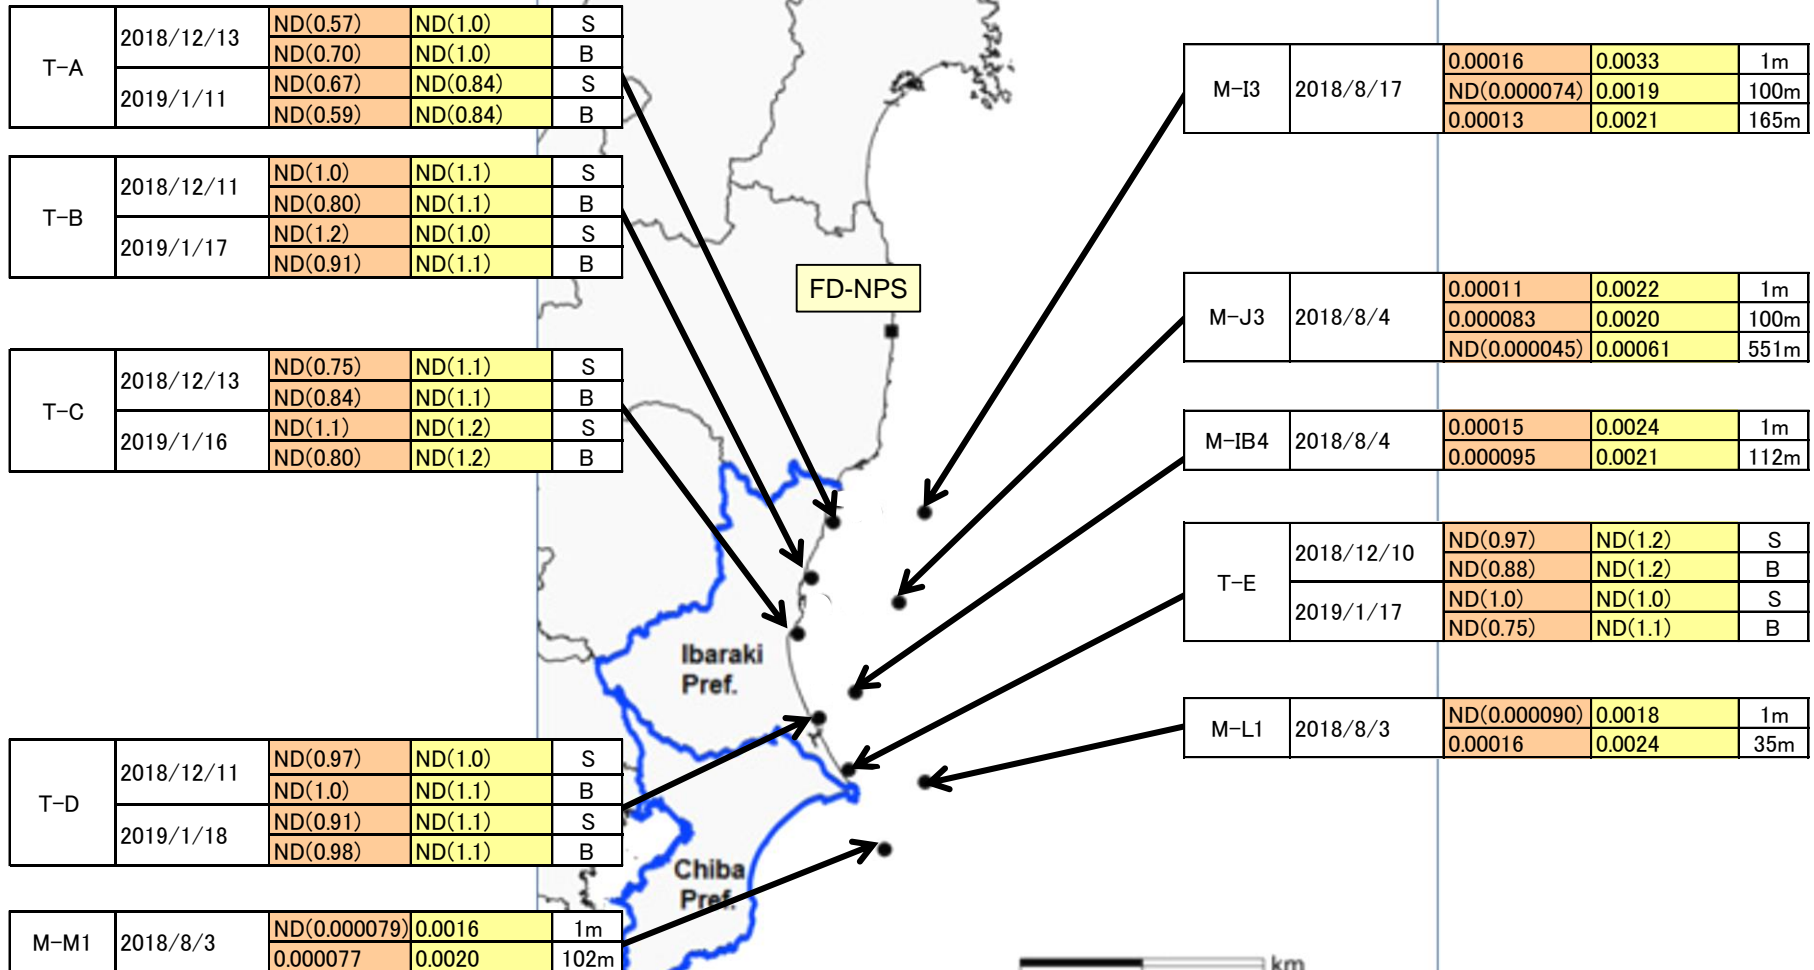 T-A 2018/12/13 ND(0.57) ND(1.0) S
ND(0.70) ND(1.0) B
2019/1/11 ND(0.67) ND(0.84) S
ND(0.59) ND(0.84) B
T-B 2018/12/11 ND(1.0) ND(1.1) S
ND(0.80) ND(1.1) B
2019/1/17 ND(1.2) ND(1.0) S
ND(0.91) ND(1.1) B
T-C 2018/12/13 ND(0.75) ND(1.1) S
ND(0.84) ND(1.1) B
2019/1/16 ND(1.1) ND(1.2) S
ND(0.80) ND(1.2) B
T-D 2018/12/11 ND(0.97) ND(1.0) S
ND(1.0) ND(1.1) B
2019/1/18 ND(0.91) ND(1.1) S
ND(0.98) ND(1.1) B
M-M1 2018/8/3 ND(0.000079) 0.0016 1m
0.000077 0.0020 102m
FD-NPS
Ibaraki
Pref.
Chiba
Pref.
M-I3 2018/8/17 0.00016 0.0033 1m
ND(0.000074) 0.0019 100m
0.00013 0.0021 165m
M-J3 2018/8/4 0.00011 0.0022 1m
0.000083 0.0020 100m
ND(0.000045) 0.00061 551m
M-IB4 2018/8/4 0.00015 0.0024 1m
0.000095 0.0021 112m
T-E 2018/12/10 ND(0.97) ND(1.2) S
ND(0.88) ND(1.2) B
2019/1/17 ND(1.0) ND(1.0) S
ND(0.75) ND(1.1) B
M-L1 2018/8/3 ND(0.000090) 0.0018 1m
0.00016 0.0024 35m
km